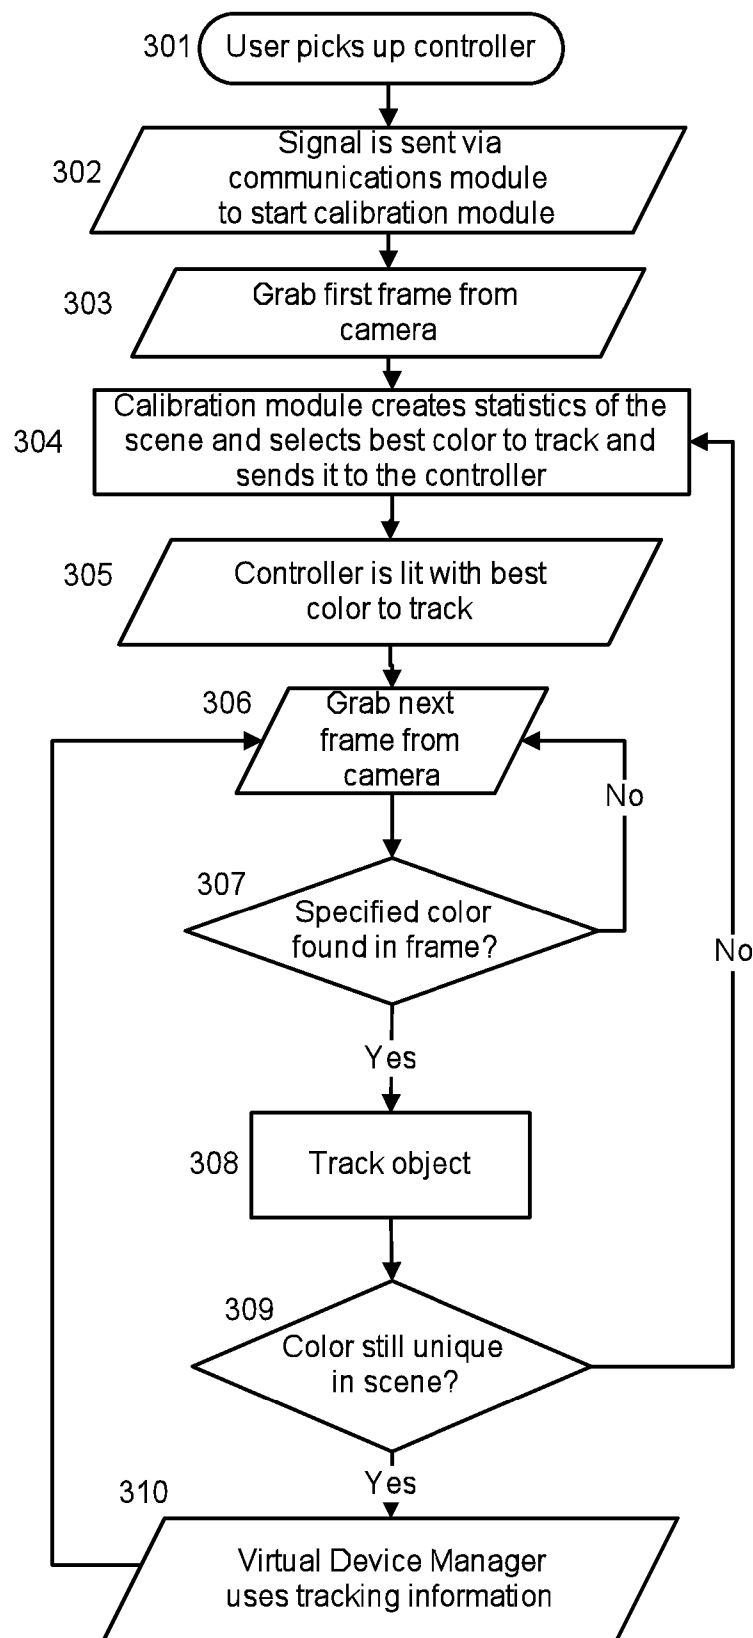 301
User picks up controller
302
Signal is sent via
communications module
to start calibration module
303
Grab first frame from
camera
304
Calibration module creates statistics of the
scene and selects best color to track and
sends it to the controller
305
Controller is lit with best
color to track
306
Grab next
frame from
camera
No
307
Specified color
found in frame?
No
Yes
308
Track object
309
Color still unique
in scene?
Yes
310
Virtual Device Manager
uses tracking information